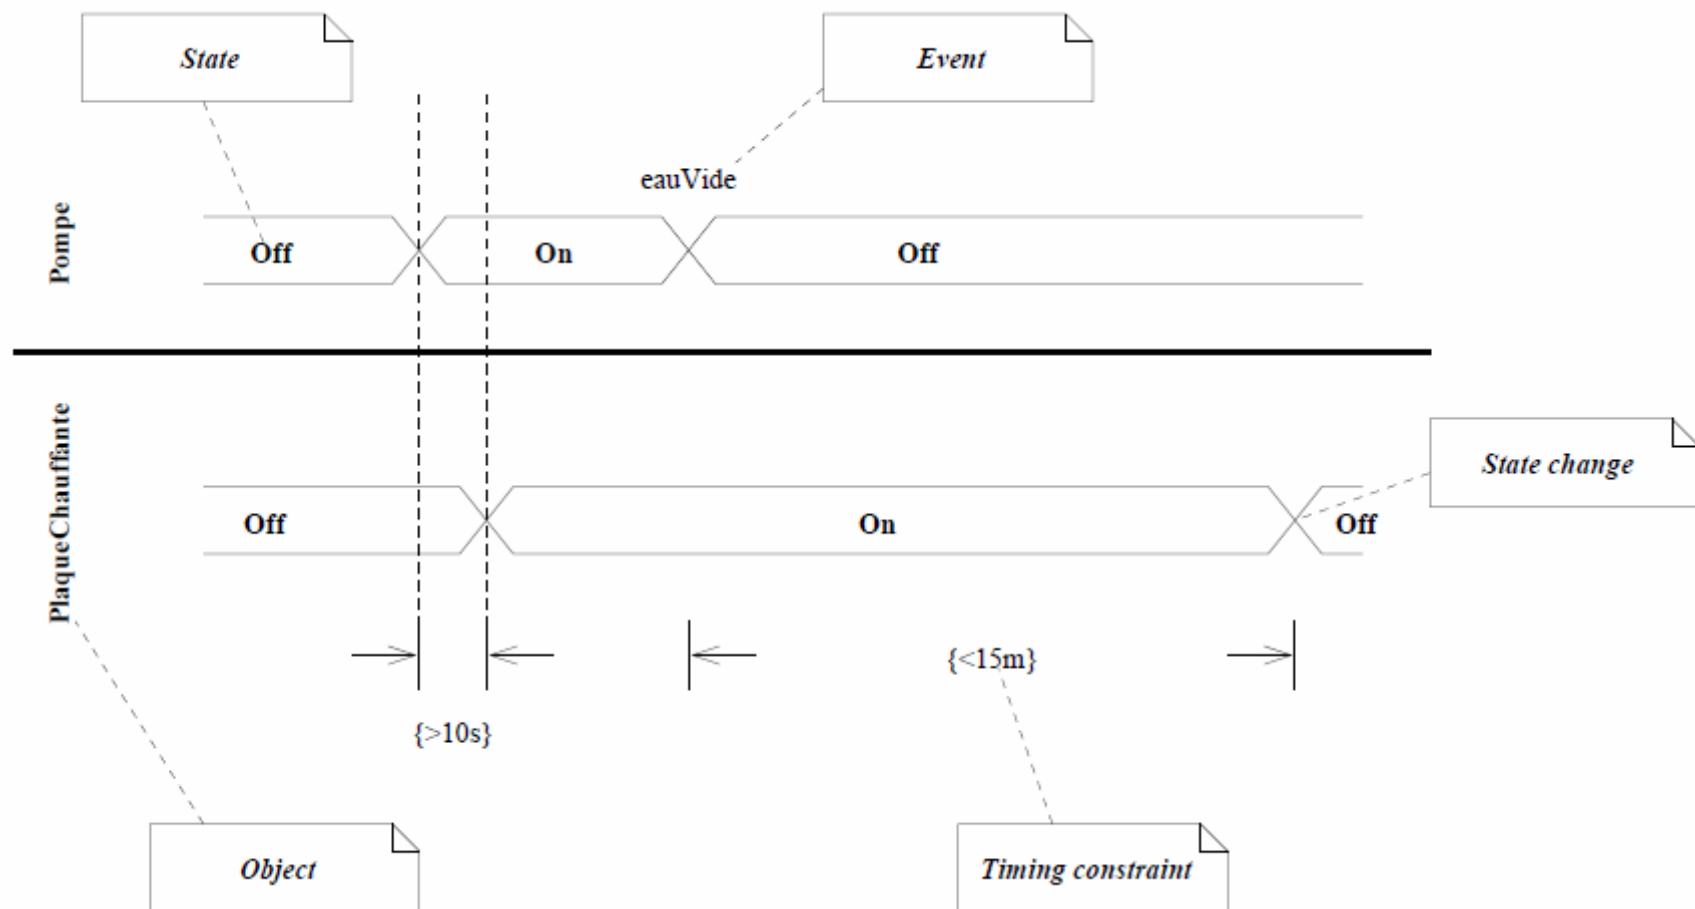 State
Event
eauVide
Pompe
Off
On
Off
PlaqueChauffante
Off
On
Off
State change
{<15m}
{>10s}
Object
Timing constraint